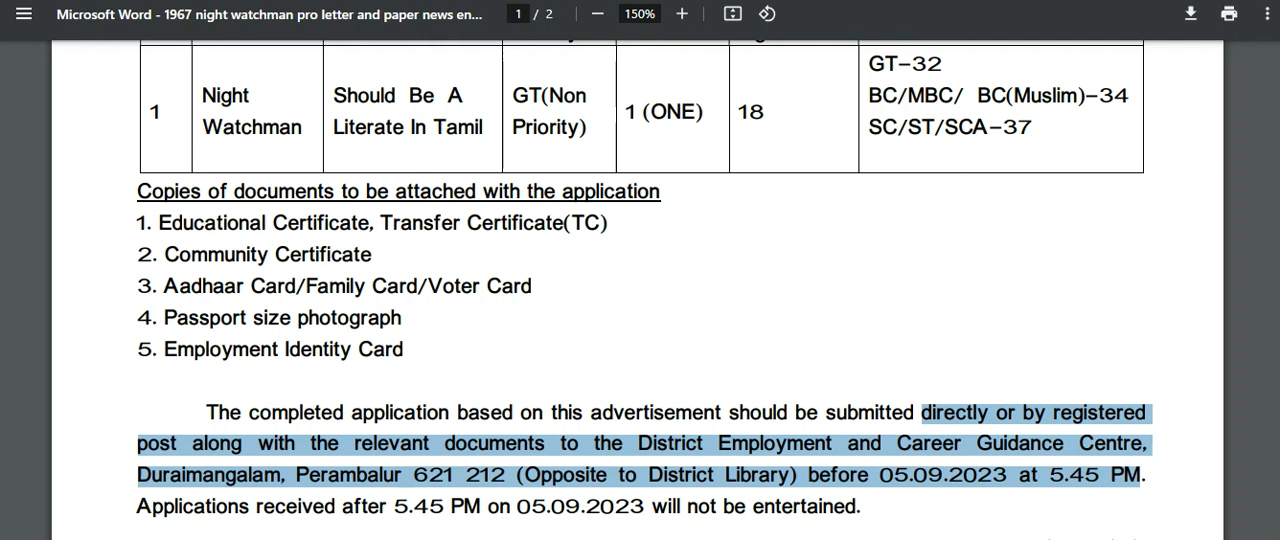 Microsoft Word - 1967 night watchman pro letter and paper news en...
1 / 2
150%
1
Night
Watchman
Should Be A
Literate In Tamil
GT(Non
Priority)
1 (ONE)
18
GT-32
BC/MBC/ BC(Muslim)-34
SC/ST/SCA-37
Copies of documents to be attached with the application
1. Educational Certificate, Transfer Certificate(TC)
2. Community Certificate
3. Aadhaar Card/Family Card/Voter Card
4. Passport size photograph
5. Employment Identity Card
The completed application based on this advertisement should be submitted directly or by registered
post along with the relevant documents to the District Employment and Career Guidance Centre,
Duraimangalam, Perambalur 621 212 (Opposite to District Library) before 05.09.2023 at 5.45 PM.
Applications received after 5.45 PM on 05.09.2023 will not be entertained.